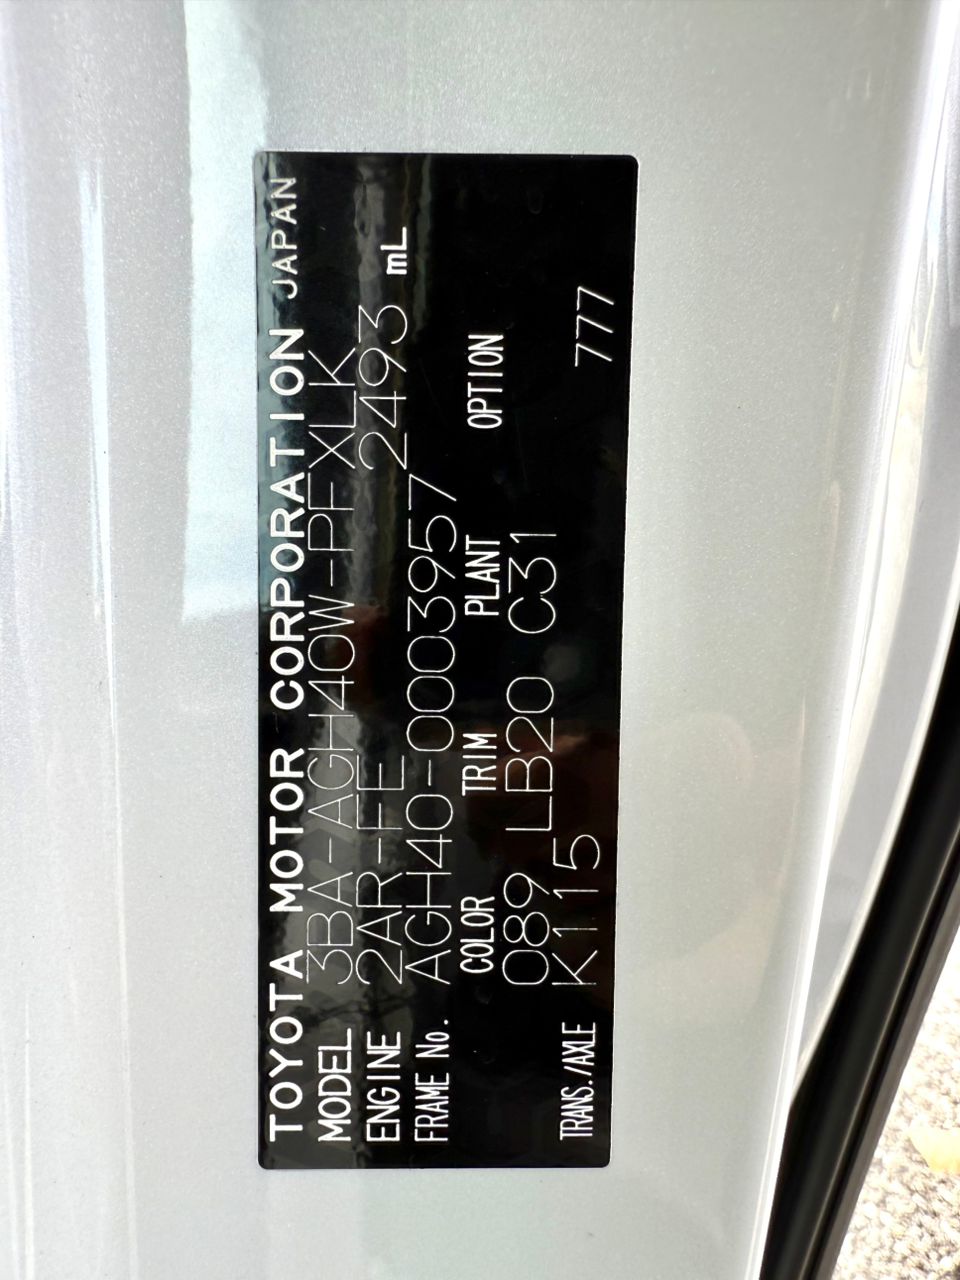 TOYOTA MOTOR CORPORATION JAPAN
MODEL 3BA-AGH40W-PFXLK
ENGINE 2AR-FE 2493 mL
FRAME No. AGH40-0003957
COLOR TRIM PLANT OPTION
089 LB20 C31
TRANS./AXLE K115 777